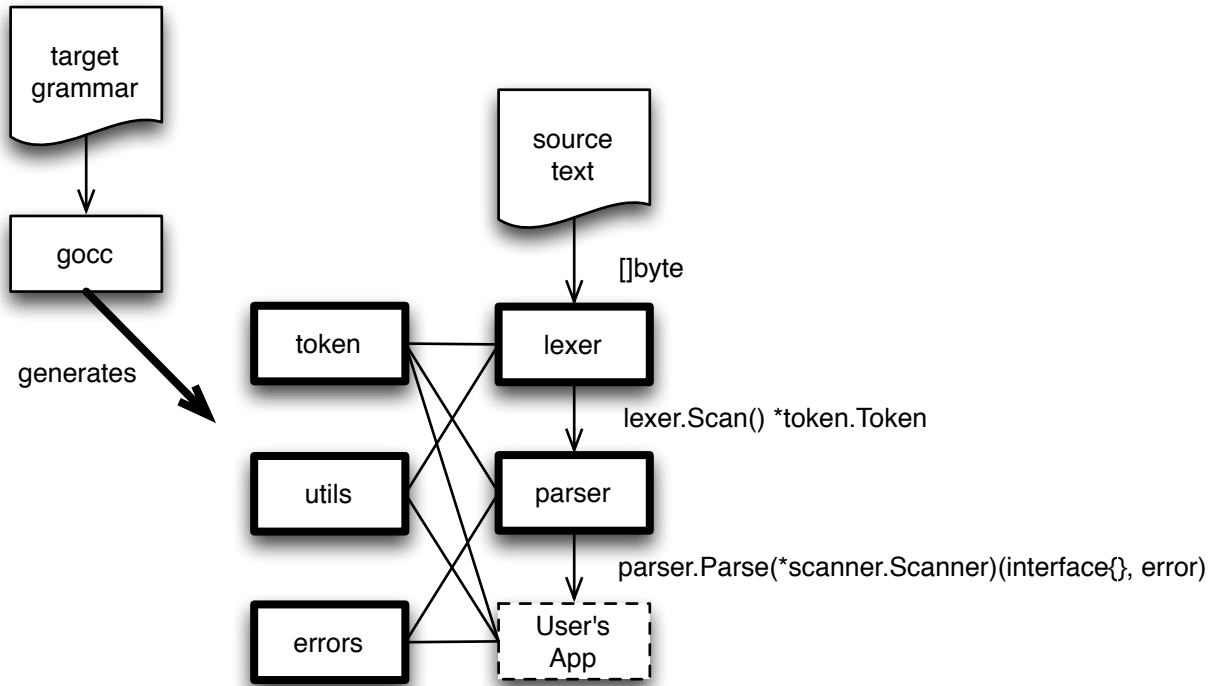 target
grammar
source
text
gocc
[]byte
token
lexer
generates
lexer.Scan() *token.Token
utils
parser
parser.Parse(*scanner.Scanner)(interface{}, error)
errors
User's
App